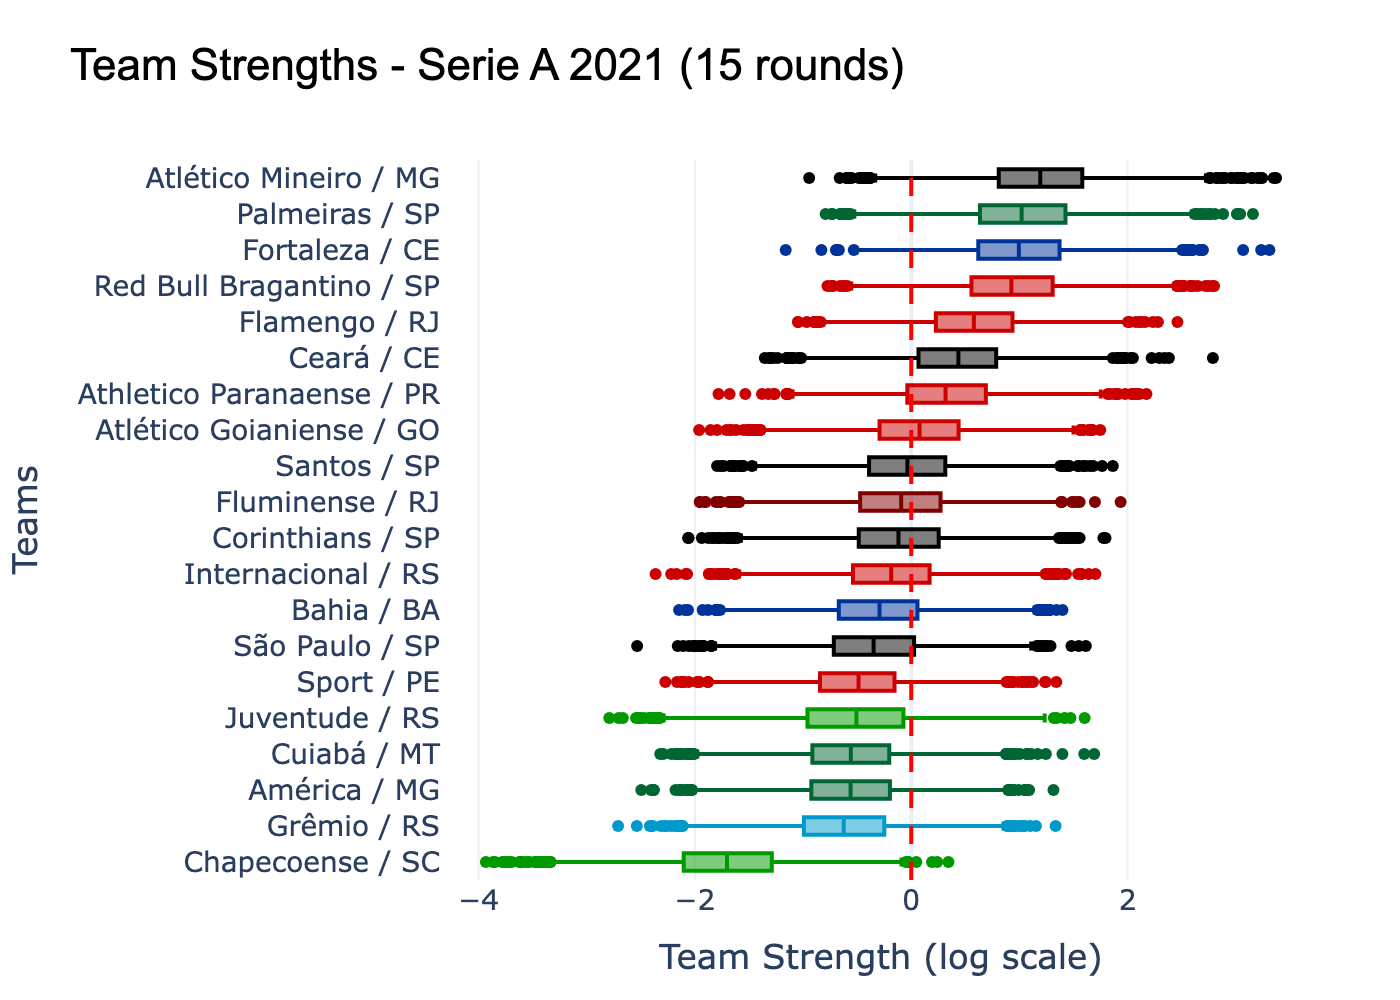 Team Strengths - Serie A 2021 (15 rounds)
Teams
Atlético Mineiro / MG
Palmeiras / SP
Fortaleza / CE
Red Bull Bragantino / SP
Flamengo / RJ
Ceará / CE
Athletico Paranaense / PR
Atlético Goianiense / GO
Santos / SP
Fluminense / RJ
Corinthians / SP
Internacional / RS
Bahia / BA
São Paulo / SP
Sport / PE
Juventude / RS
Cuiabá / MT
América / MG
Grêmio / RS
Chapecoense / SC
−4 −2 0 2
Team Strength (log scale)